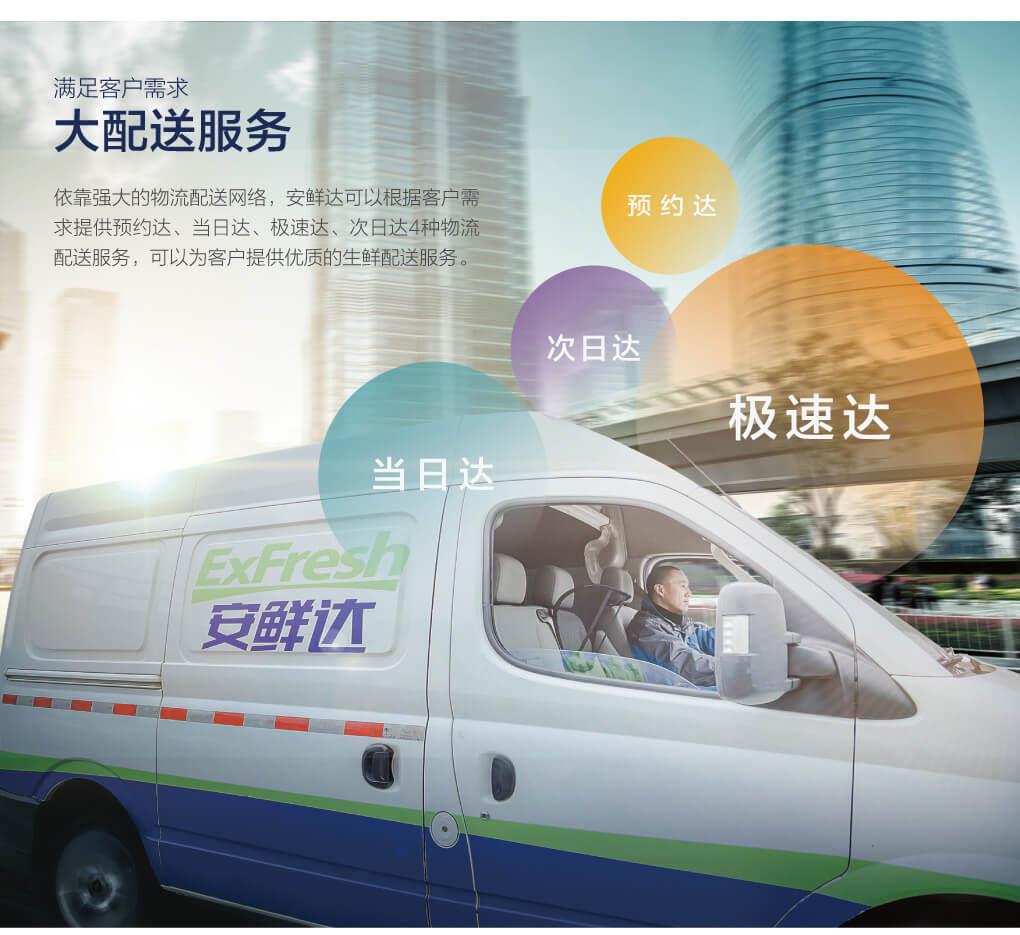 满足客户需求
大配送服务
依靠强大的物流配送网络，安鲜达可以根据客户需
求提供预约达、当日达、极速达、次日达4种物流
配送服务，可以为客户提供优质的生鲜配送服务。
预约达
次日达
极速达
当日达
ExFresh
安鲜达